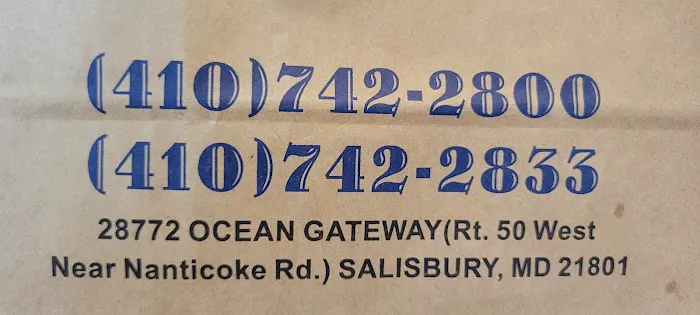 (410)742-2800
(410)742-2833
28772 OCEAN GATEWAY(Rt. 50 West
Near Nanticoke Rd.) SALISBURY, MD 21801